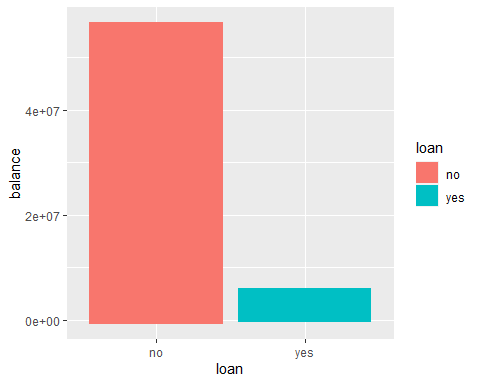 balance
4e+07
2e+07
0e+00
no
yes
loan
loan
no
yes